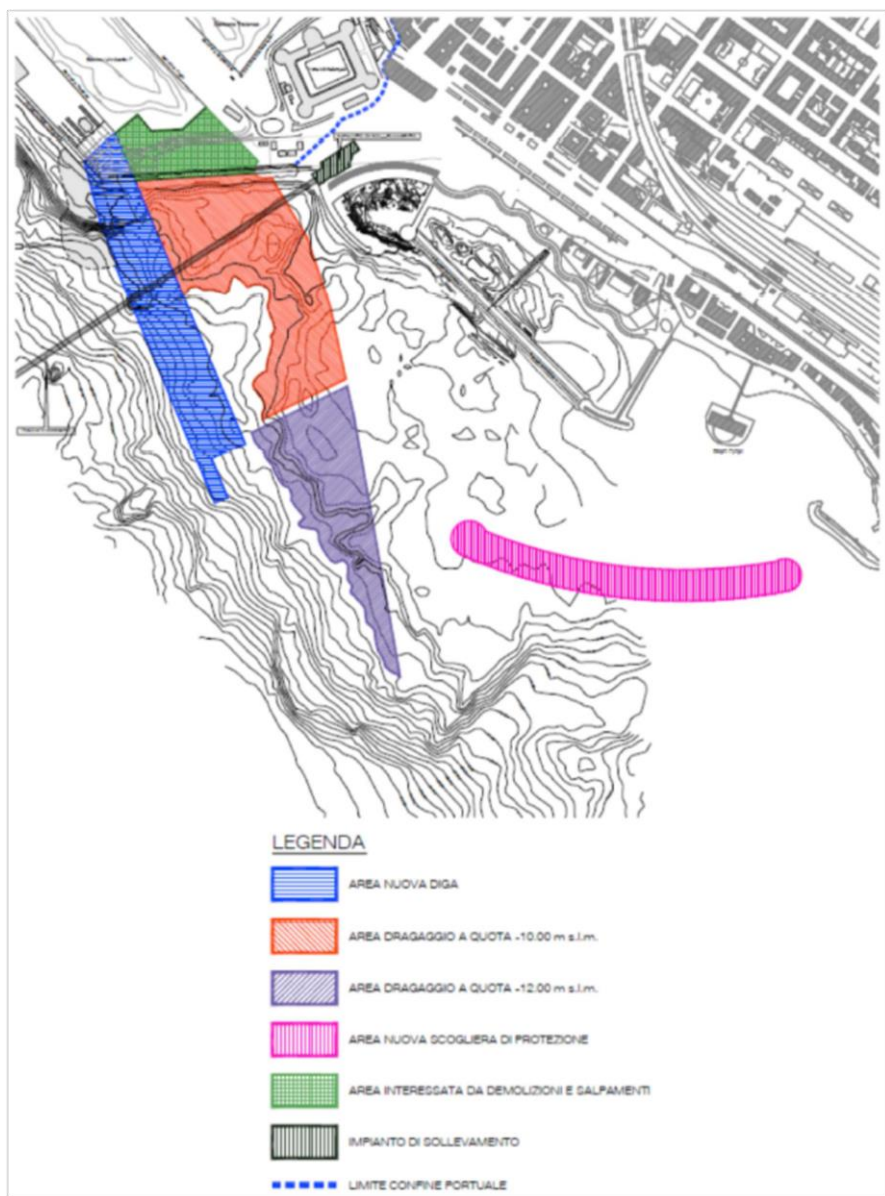 LEGENDA
AREA NUOVA DIGA
AREA DRAGAGGIO A QUOTA -10.00 m s.l.m.
AREA DRAGAGGIO A QUOTA -12.00 m s.l.m.
AREA NUOVA SCOGLIERA DI PROTEZIONE
AREA INTERESSATA DA DEMOLIZIONI E SALPAMENTI
IMPIANTO DI SOLLEVAMENTO
LIMITE CONFINE PORTUALE